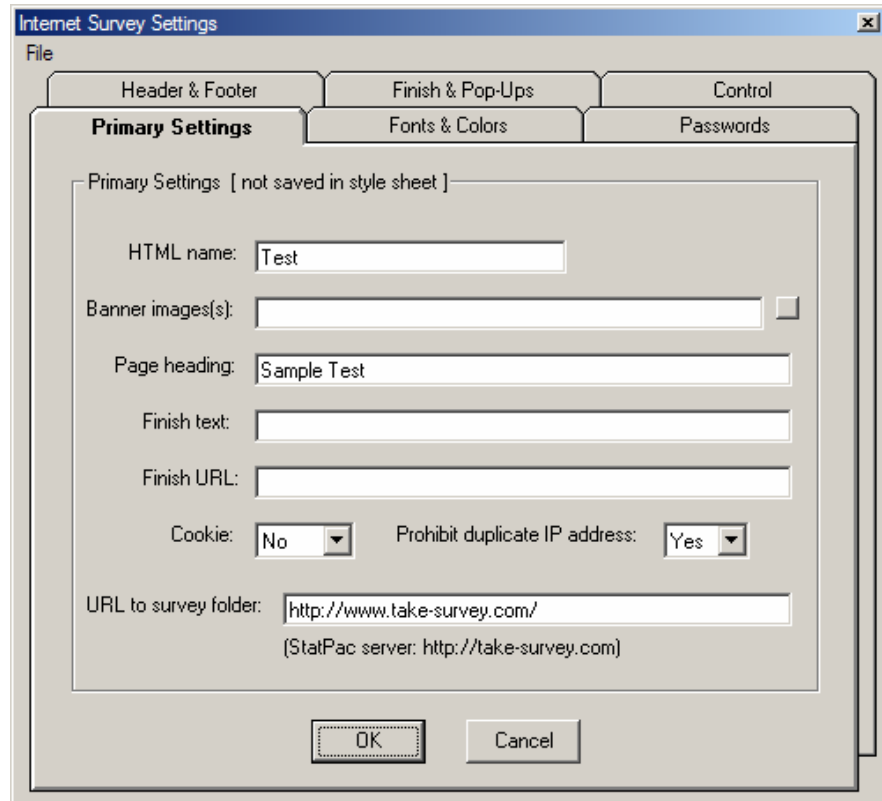 Internet Survey Settings
File
Header & Footer Finish & Pop-Ups Control
Primary Settings Fonts & Colors Passwords
Primary Settings [ not saved in style sheet ]
HTML name: Test
Banner images(s):
Page heading: Sample Test
Finish text:
Finish URL:
Cookie: No Prohibit duplicate IP address: Yes
URL to survey folder: http://www.take-survey.com/
(StatPac server: http://take-survey.com)
OK Cancel